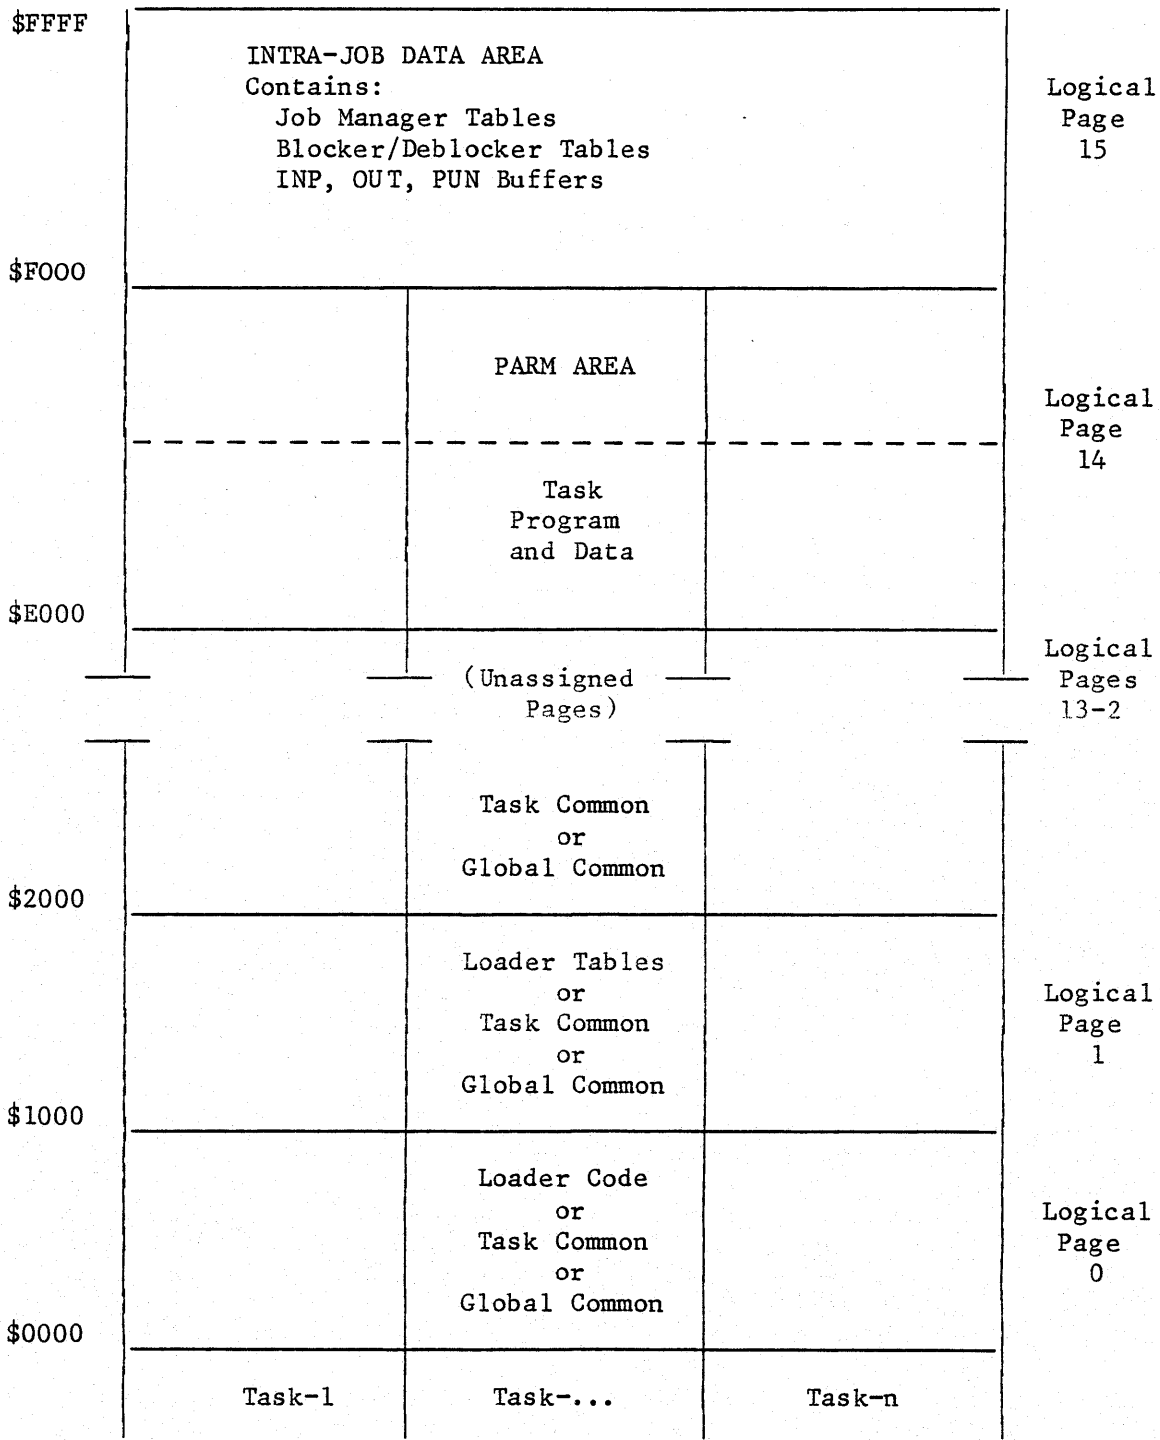 $FFFF
INTRA-JOB DATA AREA
Contains:
Job Manager Tables
Blocker/Deblocker Tables
INP, OUT, PUN Buffers
Logical
Page
15
$F000
PARM AREA
Logical
Page
14
Task
Program
and Data
$E000
Logical
Pages
13-2
(Unassigned
Pages)
Task Common
or
Global Common
$2000
Loader Tables
or
Task Common
or
Global Common
Logical
Page
1
$1000
Loader Code
or
Task Common
or
Global Common
Logical
Page
0
$0000
Task-1 Task-... Task-n